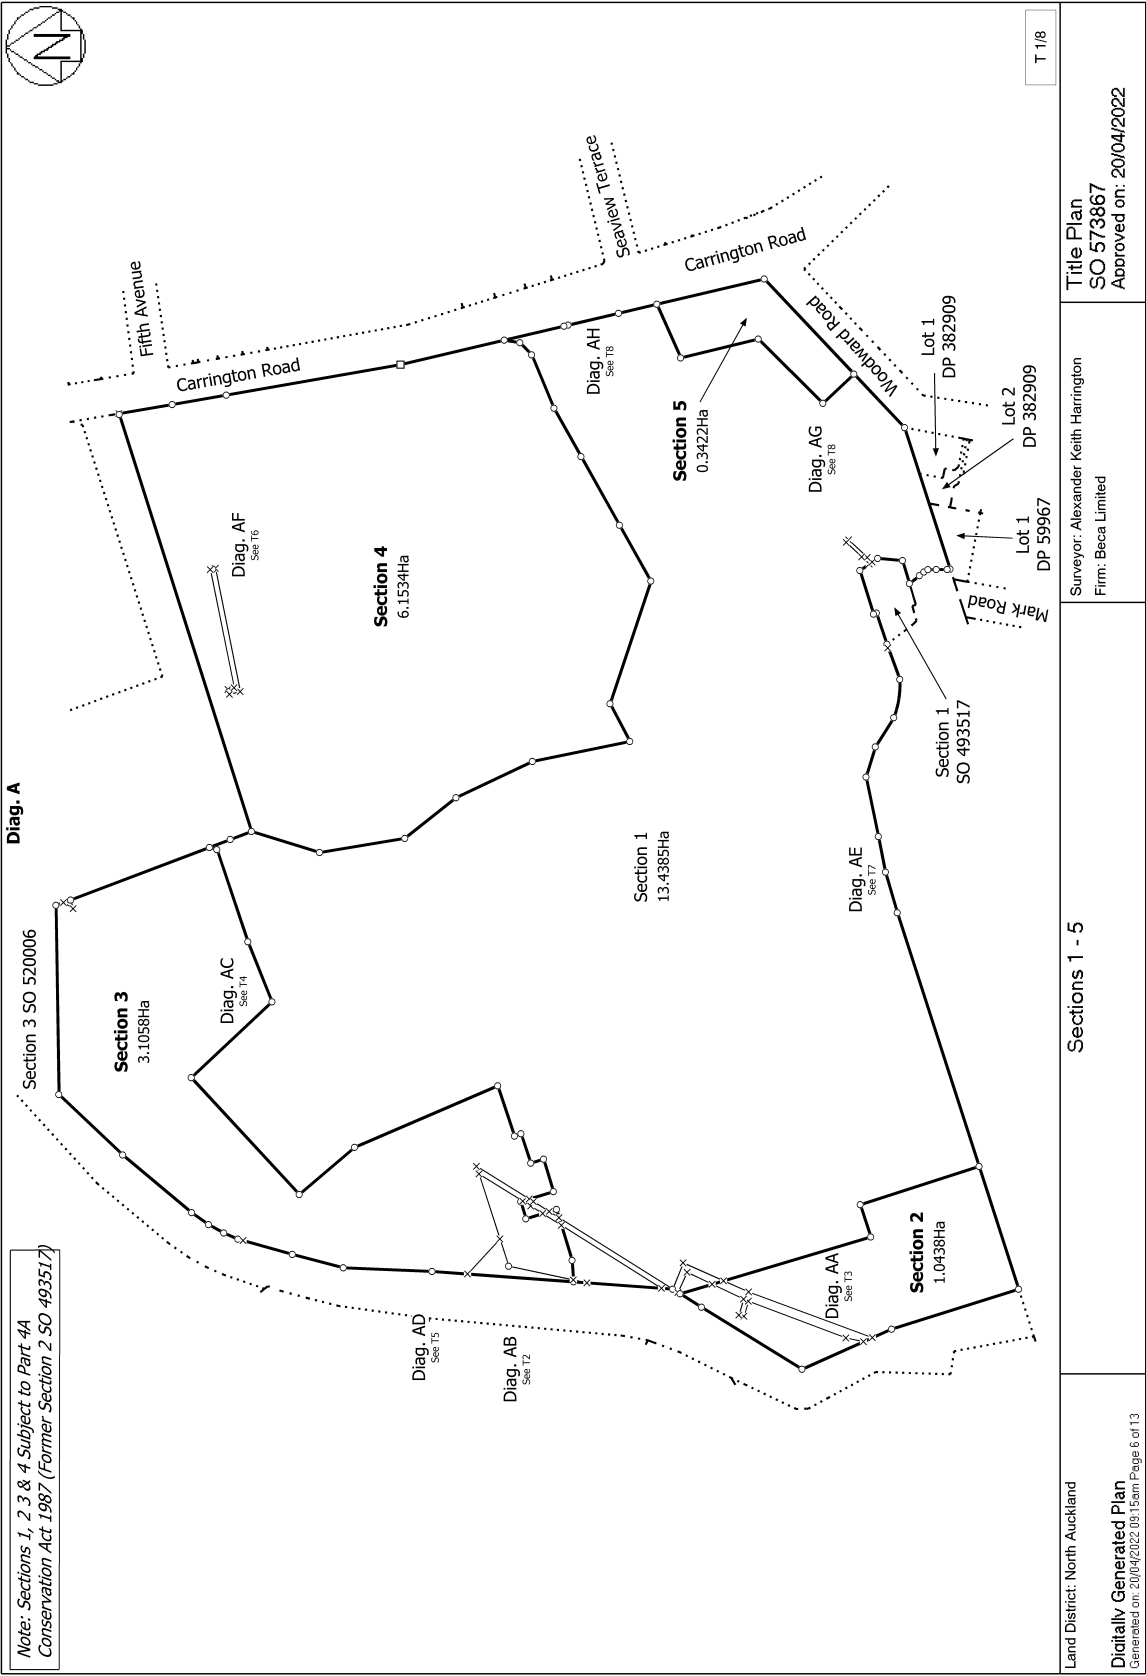 Note: Sections 1, 2 3 & 4 Subject to Part 4A
Conservation Act 1987 (Former Section 2 SO 493517)
Diag. A
N
T 1/8
Section 3 SO 520006
Fifth Avenue
Carrington Road
Section 3
3.1058Ha
Diag. AC
See T4
Diag. AF
See T6
Section 4
6.1534Ha
Seaview Terrace
Carrington Road
Diag. AD
See T5
Diag. AB
See T2
Section 1
13.4385Ha
Diag. AH
See T8
Section 5
0.3422Ha
Woodward Road
Diag. AG
See T8
Diag. AA
See T3
Diag. AE
See T7
Section 2
1.0438Ha
Section 1
SO 493517
Lot 1
DP 382909
Lot 2
DP 382909
Lot 1
DP 59967
Mark Road
Land District: North Auckland
Digitally Generated Plan
Generated on: 20/04/2022 09:15am Page 6 of 13
Sections 1 - 5
Surveyor: Alexander Keith Harrington
Firm: Beca Limited
Title Plan
SO 573867
Approved on: 20/04/2022